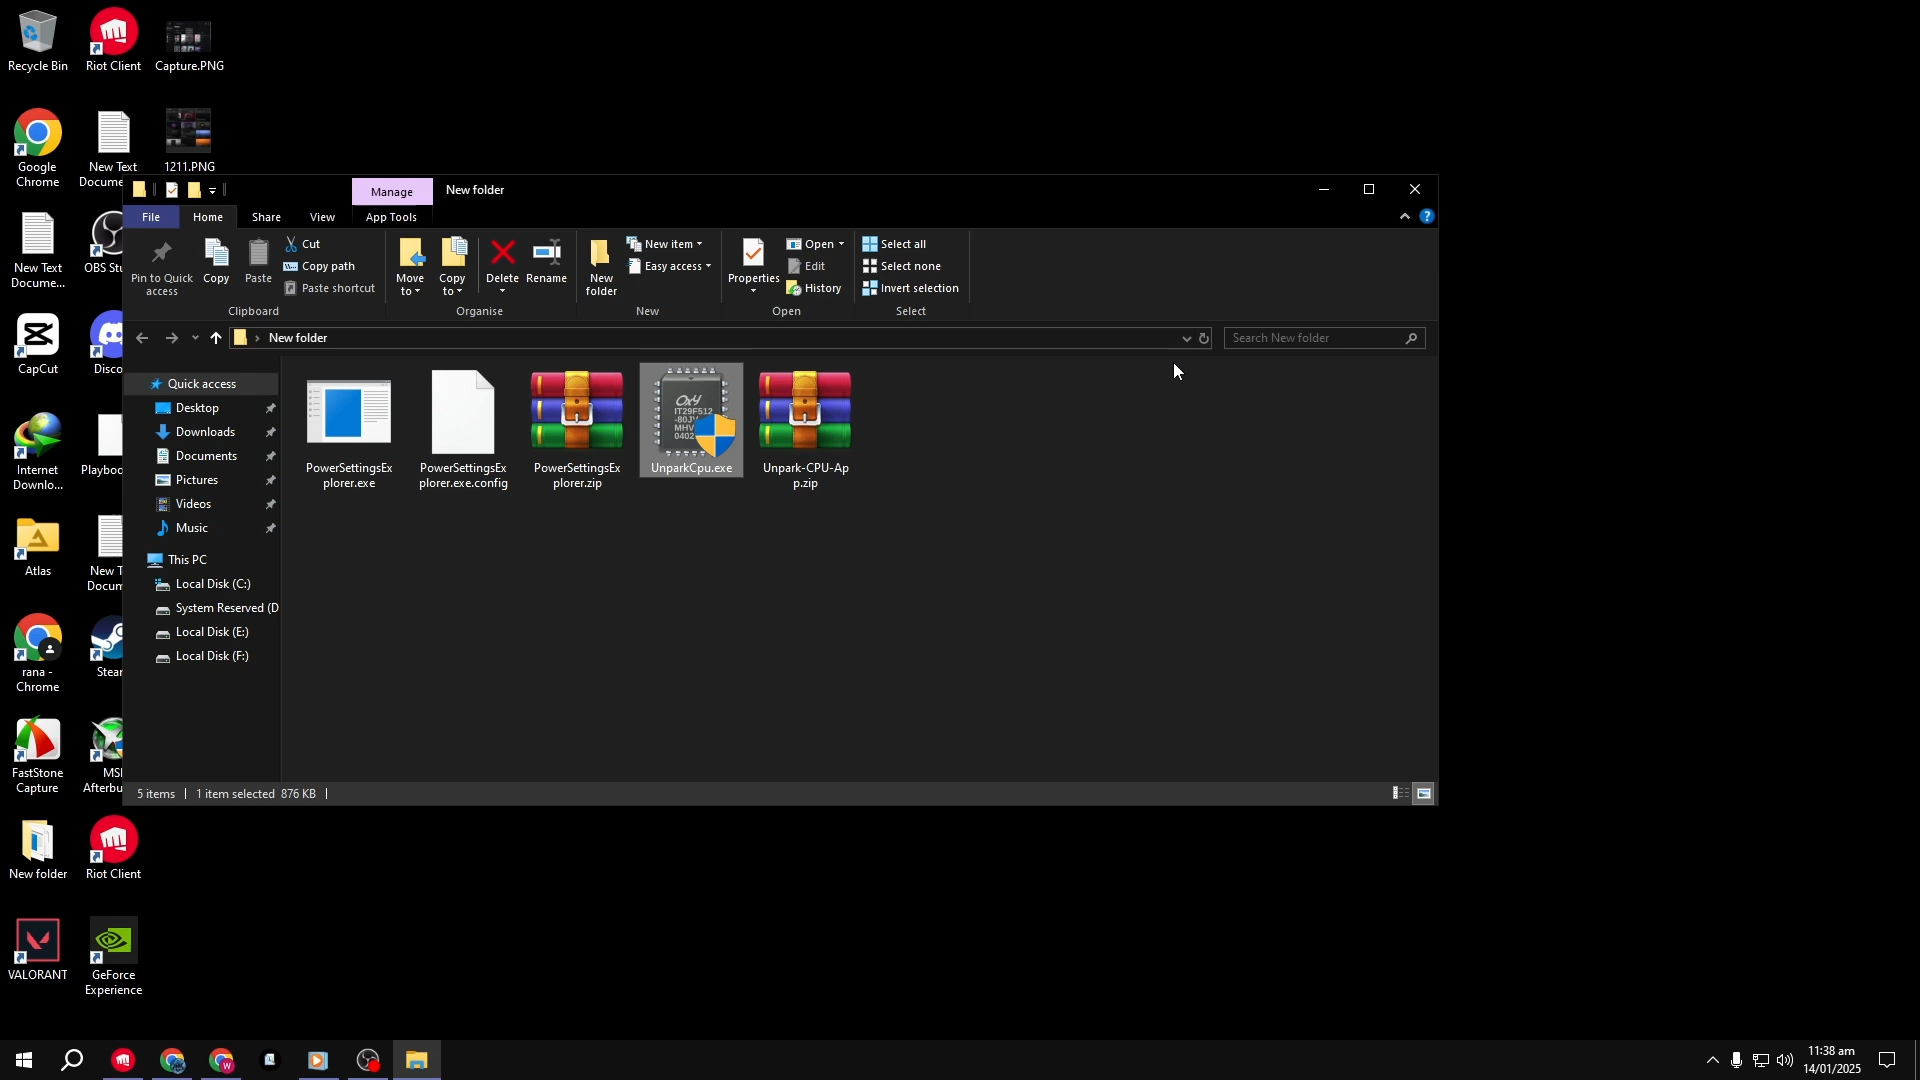 Recycle Bin
Riot Client
Capture.PNG
Google
Chrome
New Text
Docume
1211.PNG
New Text
Docume...
OBS Stu
CapCut
Disco
Internet
Downlo...
Playboo
Atlas
New T
Docum
rana -
Chrome
Stear
FastStone
Capture
MSI
Afterbu
New folder
Riot Client
VALORANT
GeForce
Experience
Manage
New folder
File
Home
Share
View
App Tools
?
Pin to Quick
access
Copy
Paste
Cut
Copy path
Paste shortcut
Clipboard
Move
to
Copy
to
Delete
Rename
Organise
New
folder
New item
Easy access
New
Properties
Open
Edit
History
Open
Select all
Select none
Invert selection
Select
New folder
Search New folder
Quick access
Desktop
Downloads
Documents
Pictures
Videos
Music
This PC
Local Disk (C:)
System Reserved (D
Local Disk (E:)
Local Disk (F:)
PowerSettingsEx
plorer.exe
PowerSettingsEx
plorer.exe.config
PowerSettingsEx
plorer.zip
OxY
IT29F512
-80JV
MHV
0402
UnparkCpu.exe
Unpark-CPU-Ap
p.zip
5 items
1 item selected 876 KB
W
11:38 am
14/01/2025